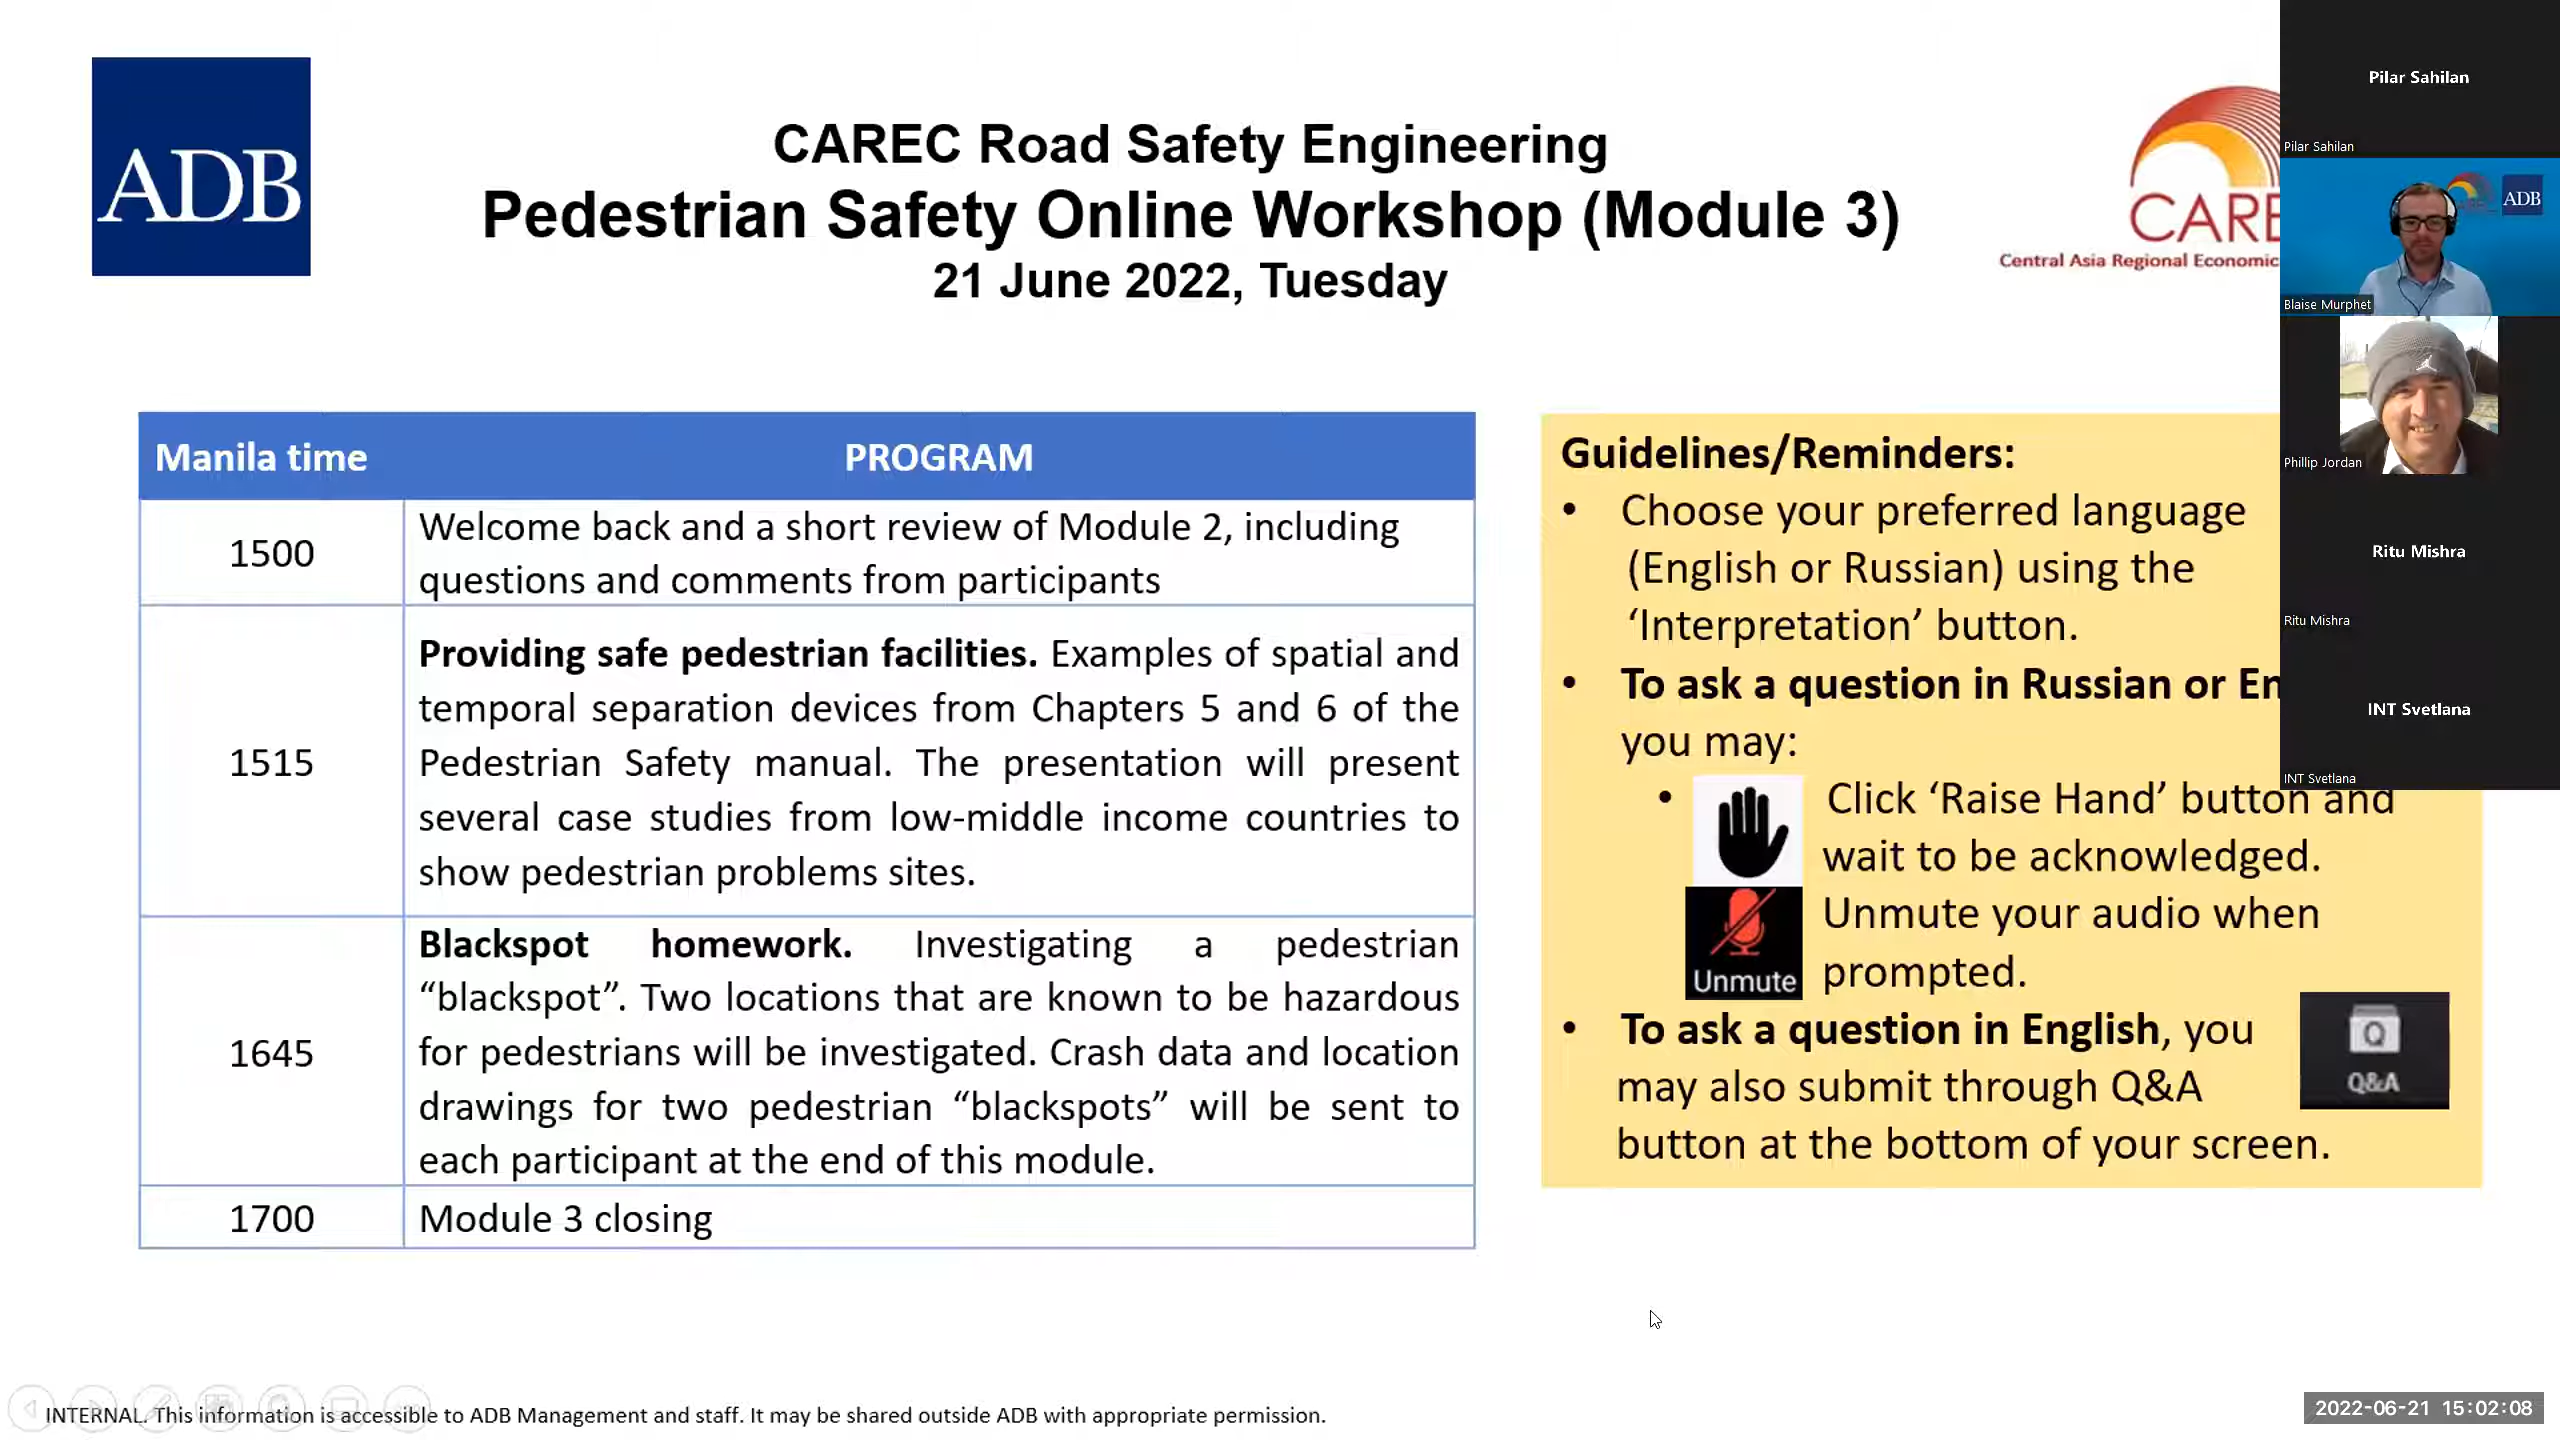 ADB
CAREC Road Safety Engineering
Pedestrian Safety Online Workshop (Module 3)
21 June 2022, Tuesday
Central Asia Regional Economic
Manila time
PROGRAM
1500
Welcome back and a short review of Module 2, including
questions and comments from participants
1515
Providing safe pedestrian facilities. Examples of spatial and
temporal separation devices from Chapters 5 and 6 of the
Pedestrian Safety manual. The presentation will present
several case studies from low-middle income countries to
show pedestrian problems sites.
1645
Blackspot homework. Investigating a pedestrian
“blackspot”. Two locations that are known to be hazardous
for pedestrians will be investigated. Crash data and location
drawings for two pedestrian “blackspots” will be sent to
each participant at the end of this module.
1700
Module 3 closing
Guidelines/Reminders:
• Choose your preferred language
(English or Russian) using the
‘Interpretation’ button.
• To ask a question in Russian or En
you may:
• Click ‘Raise Hand’ button and
wait to be acknowledged.
Unmute your audio when
Unmute
prompted.
• To ask a question in English, you
may also submit through Q&A
button at the bottom of your screen.
Q
Q&A
Pilar Sahilan
Pilar Sahilan
ADB
Blaise Murphet
Phillip Jordan
Ritu Mishra
Ritu Mishra
INT Svetlana
INT Svetlana
INTERNAL. This information is accessible to ADB Management and staff. It may be shared outside ADB with appropriate permission.
2022-06-21 15:02:08